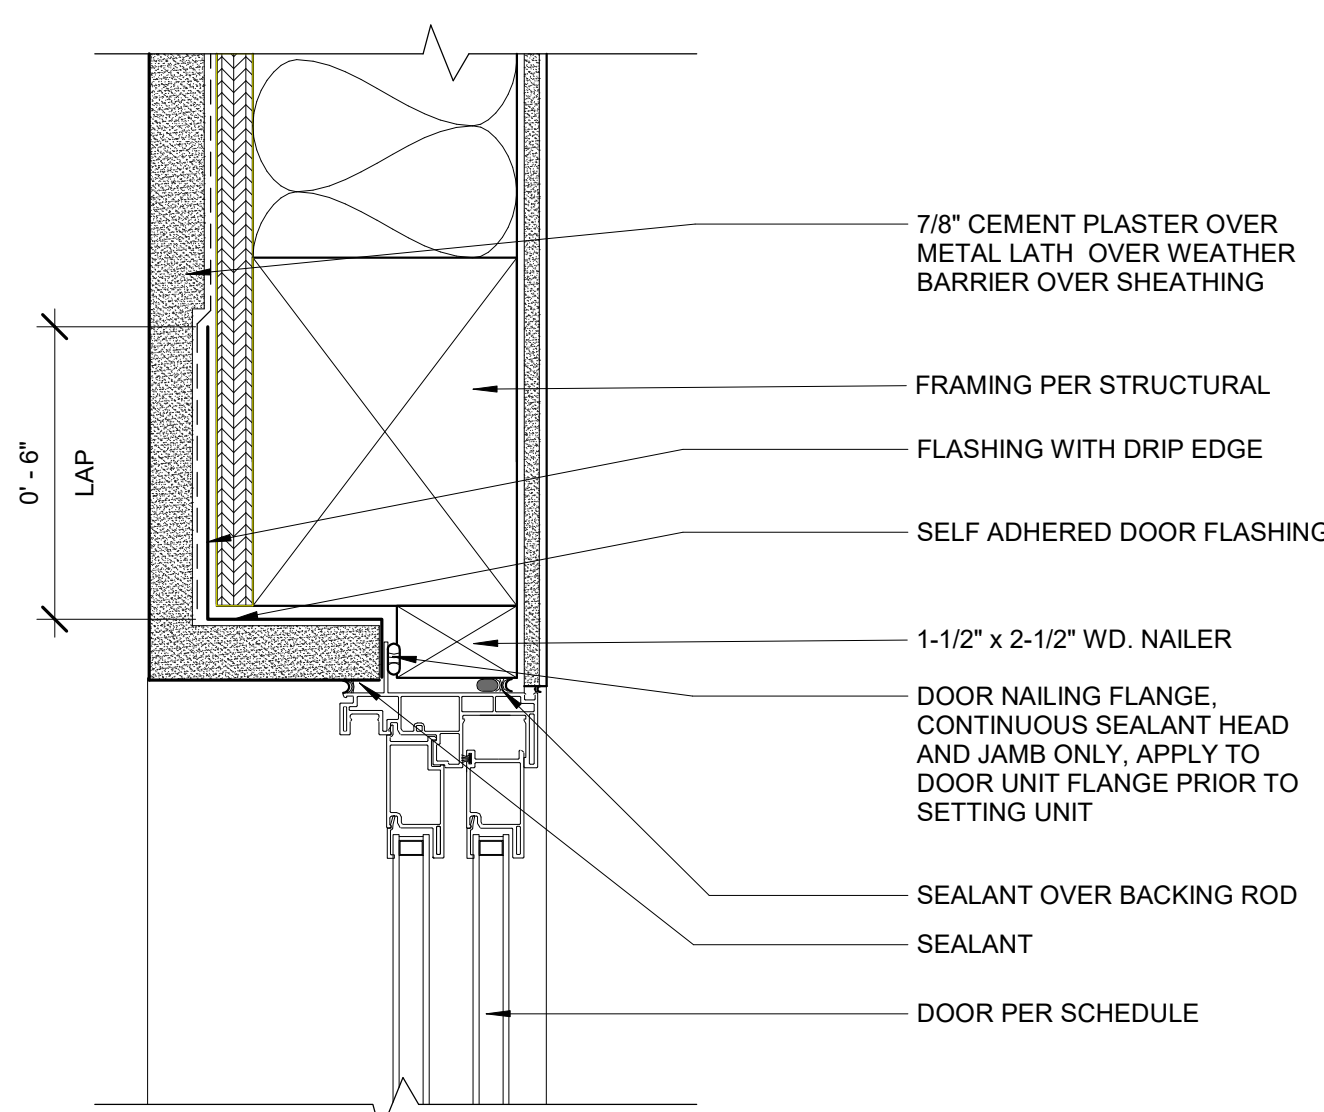 7/8" CEMENT PLASTER OVER
METAL LATH OVER WEATHER
BARRIER OVER SHEATHING
FRAMING PER STRUCTURAL
0' - 6"
LAP
FLASHING WITH DRIP EDGE
SELF ADHERED DOOR FLASHING
1-1/2" x 2-1/2" WD. NAILER
DOOR NAILING FLANGE,
CONTINUOUS SEALANT HEAD
AND JAMB ONLY, APPLY TO
DOOR UNIT FLANGE PRIOR TO
SETTING UNIT
SEALANT OVER BACKING ROD
SEALANT
DOOR PER SCHEDULE